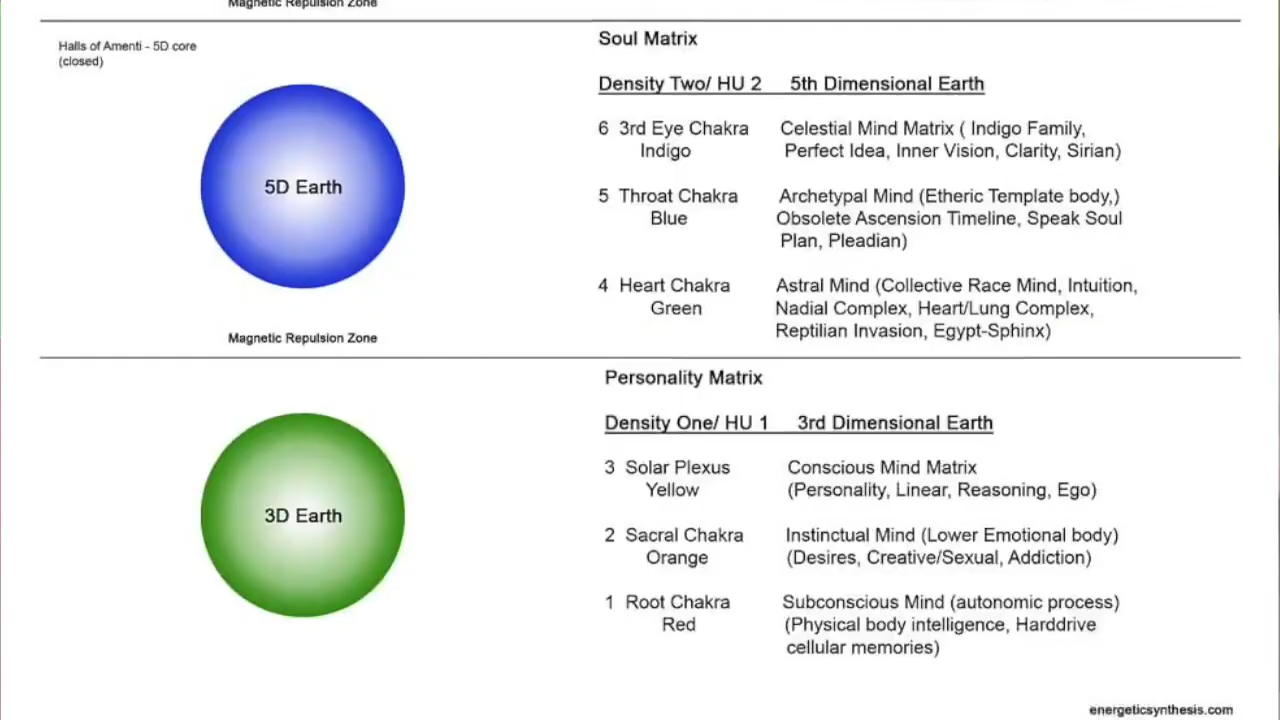 Magnetic Repulsion Zone
Halls of Amenti - 5D core
(closed)
5D Earth
Magnetic Repulsion Zone
Soul Matrix
Density Two/ HU 2 5th Dimensional Earth
6 3rd Eye Chakra Celestial Mind Matrix ( Indigo Family,
Indigo Perfect Idea, Inner Vision, Clarity, Sirian)
5 Throat Chakra Archetypal Mind (Etheric Template body,)
Blue Obsolete Ascension Timeline, Speak Soul
Plan, Pleadian)
4 Heart Chakra Astral Mind (Collective Race Mind, Intuition,
Green Nadial Complex, Heart/Lung Complex,
Reptilian Invasion, Egypt-Sphinx)
3D Earth
Personality Matrix
Density One/ HU 1 3rd Dimensional Earth
3 Solar Plexus Conscious Mind Matrix
Yellow (Personality, Linear, Reasoning, Ego)
2 Sacral Chakra Instinctual Mind (Lower Emotional body)
Orange (Desires, Creative/Sexual, Addiction)
1 Root Chakra Subconscious Mind (autonomic process)
Red (Physical body intelligence, Harddrive
cellular memories)
energeticsynthesis.com